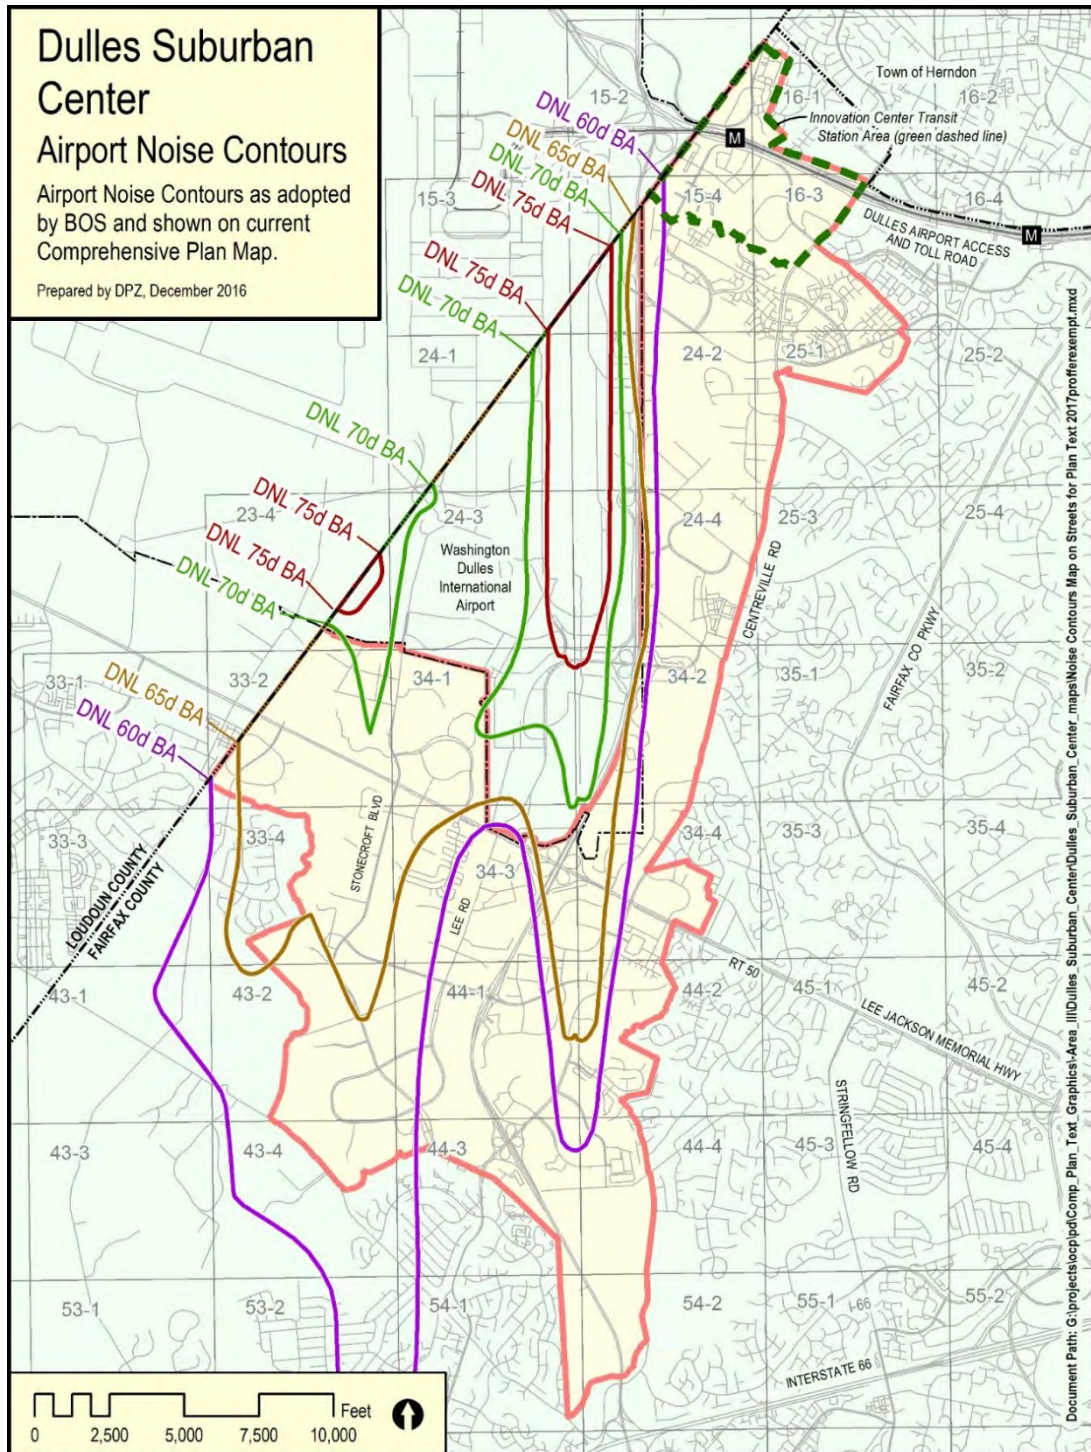 Dulles Suburban
Center
Airport Noise Contours
Airport Noise Contours as adopted
by BOS and shown on current
Comprehensive Plan Map.
Prepared by DPZ, December 2016
Town of Herndon
15-2
16-1
16-2
Innovation Center Transit
Station Area (green dashed line)
M
DNL 60d BA
DNL 65d BA
DNL 70d BA
DNL 75d BA
15-3
15-4
16-3
16-4
M
DULLES AIRPORT ACCESS
AND TOLL ROAD
DNL 75d BA
DNL 70d BA
24-1
24-2
25-1
25-2
DNL 70d BA
DNL 75d BA
23-4
24-3
24-4
25-3
25-4
Washington
Dulles
International
Airport
DNL 75d BA
DNL 70d BA
CENTREVILLE RD
FAIRFAX CO PKWY
33-1
33-2
34-1
34-2
35-1
35-2
DNL 65d BA
DNL 60d BA
33-3
33-4
STONECROFT BLVD
34-3
34-4
35-3
35-4
LEE RD
LOUDOUN COUNTY
FAIRFAX COUNTY
RT 50
43-1
43-2
44-1
44-2
45-1
45-2
LEE JACKSON MEMORIAL HWY
STRINGFELLOW RD
43-3
43-4
44-3
44-4
45-3
45-4
53-1
53-2
54-1
54-2
55-1
I-66
55-2
INTERSTATE 66
Feet
0 2,500 5,000 7,500 10,000
Document Path: G:\projects\ocp\pd\Comp_Plan_Text_Graphics\-Area_III\Dulles_Suburban_Center\Dulles_Suburban_Center_maps\Noise Contours Map on Streets for Plan Text 2017profferexempt.mxd